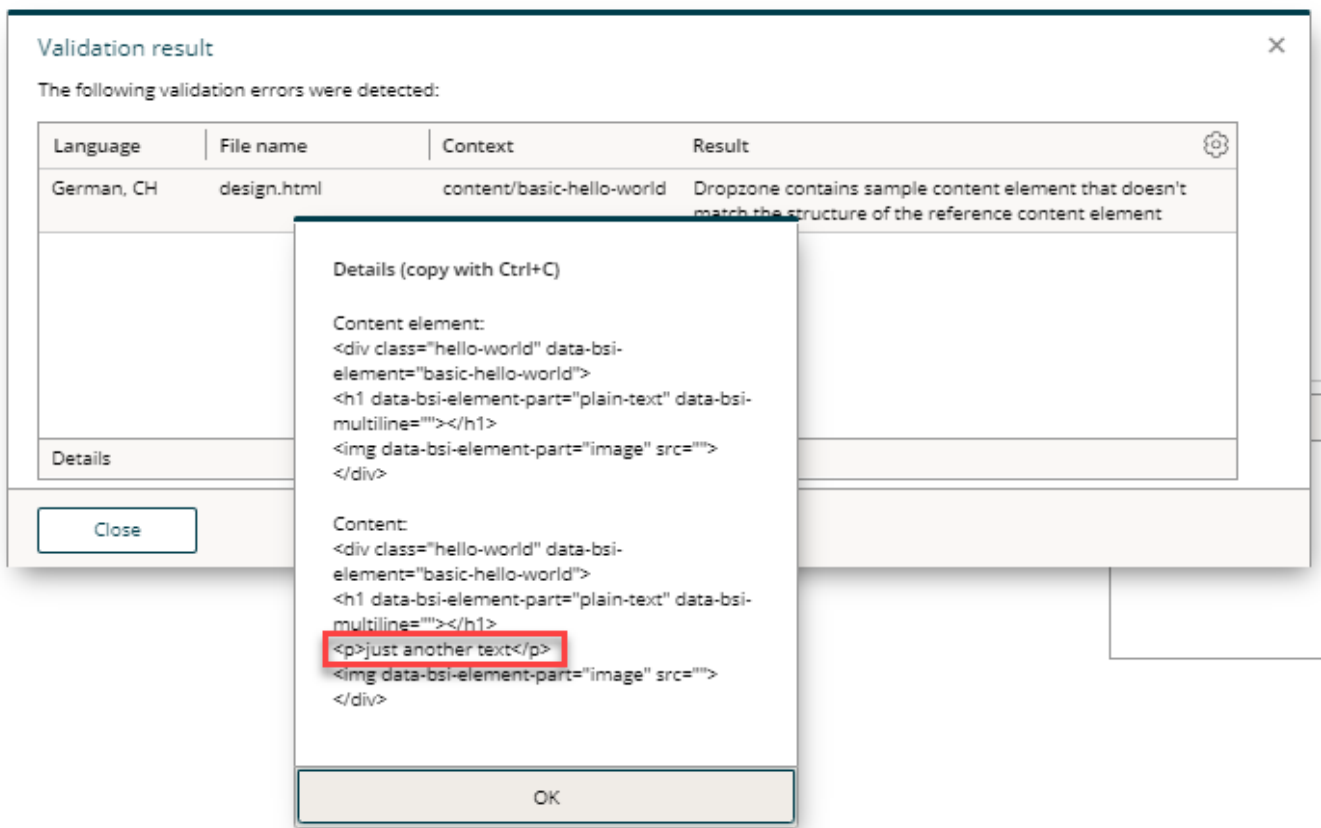 Validation result
The following validation errors were detected:
Language File name Context Result
German, CH design.html content/basic-hello-world Dropzone contains sample content element that doesn't
match the structure of the reference content element
Details (copy with Ctrl+C)
Content element:
<div class="hello-world" data-bsi-
element="basic-hello-world">
<h1 data-bsi-element-part="plain-text" data-bsi-
multiline=""></h1>
<img data-bsi-element-part="image" src="">
</div>
Content:
<div class="hello-world" data-bsi-
element="basic-hello-world">
<h1 data-bsi-element-part="plain-text" data-bsi-
multiline=""></h1>
<p>just another text</p>
<img data-bsi-element-part="image" src="">
</div>
OK
Details
Close